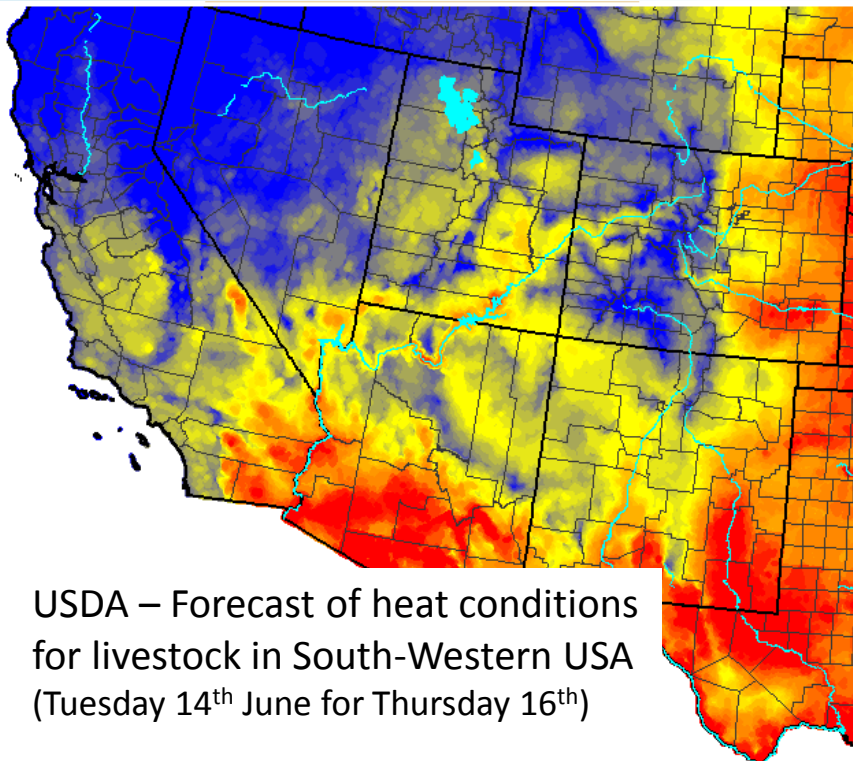 USDA – Forecast of heat conditions
for livestock in South-Western USA
(Tuesday 14th June for Thursday 16th)